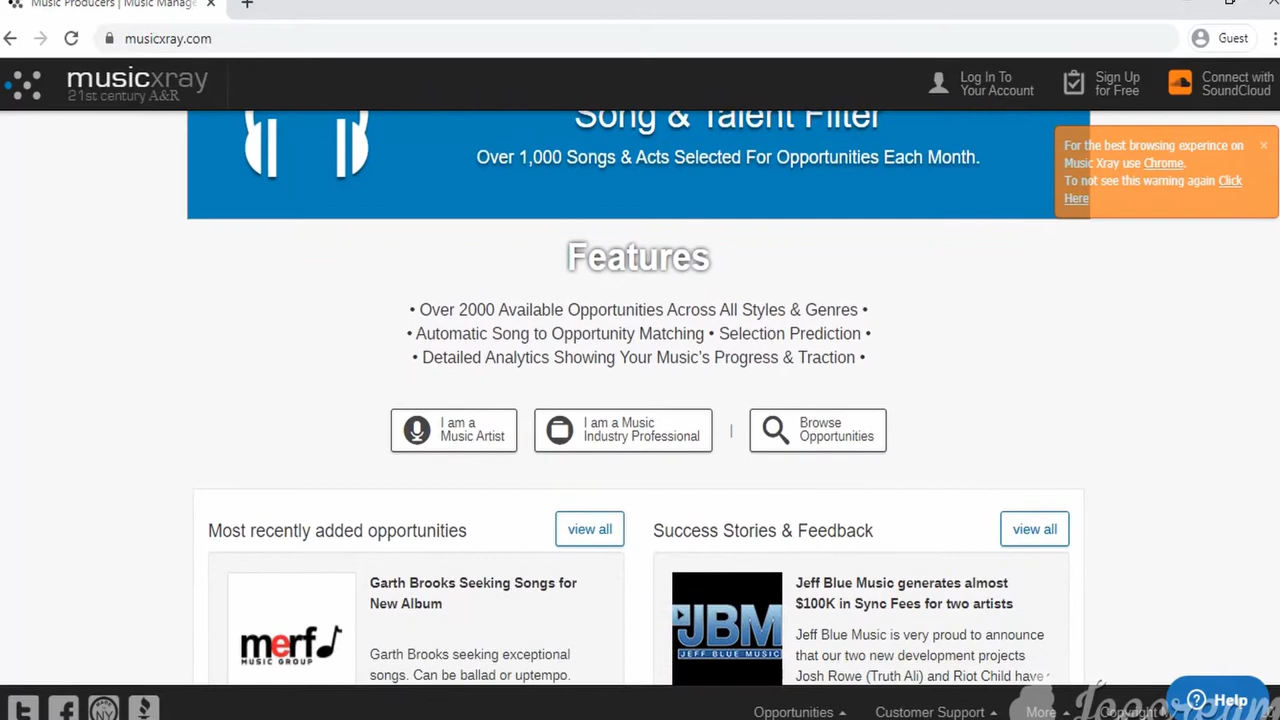 Music Producers | Music Manage
musicxray.com
Guest
musicxray
21st century A&R
Log In To
Your Account
Sign Up
for Free
Connect with
SoundCloud
Song & Talent Filter
Over 1,000 Songs & Acts Selected For Opportunities Each Month.
For the best browsing experince on
Music Xray use Chrome.
To not see this warning again Click
Here
Features
• Over 2000 Available Opportunities Across All Styles & Genres •
• Automatic Song to Opportunity Matching • Selection Prediction •
• Detailed Analytics Showing Your Music's Progress & Traction •
I am a
Music Artist
I am a Music
Industry Professional
|
Browse
Opportunities
Most recently added opportunities
view all
Success Stories & Feedback
view all
merf
MUSIC GROUP
Garth Brooks Seeking Songs for
New Album
Garth Brooks seeking exceptional
songs. Can be ballad or uptempo.
JBM
JEFF BLUE MUSIC
Jeff Blue Music generates almost
$100K in Sync Fees for two artists
Jeff Blue Music is very proud to announce
that our two new development projects
Josh Rowe (Truth Ali) and Riot Child have
NY
Opportunities
Customer Support
More
Copyright
Help